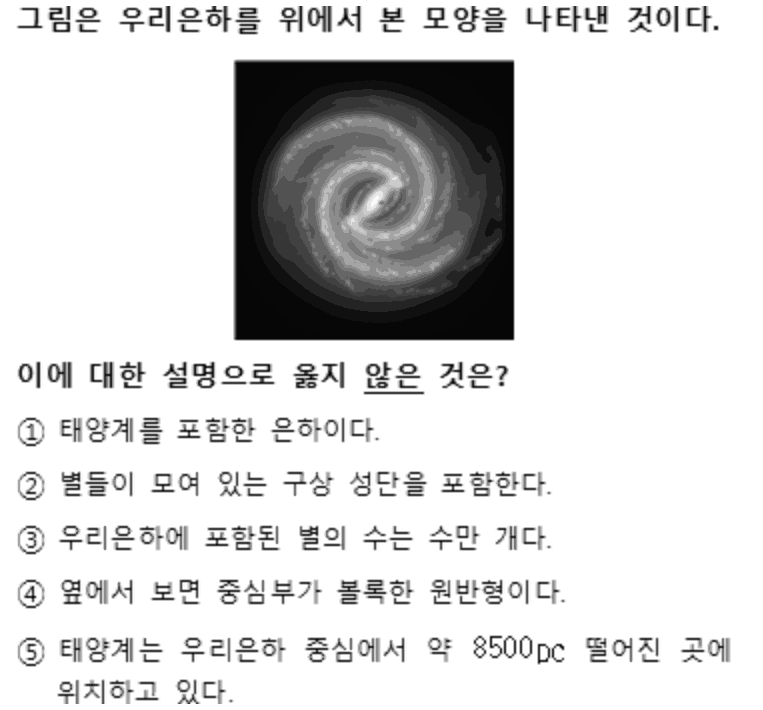 그림은 우리은하를 위에서 본 모양을 나타낸 것이다.
이에 대한 설명으로 옳지 않은 것은?
① 태양계를 포함한 은하이다.
② 별들이 모여 있는 구상 성단을 포함한다.
③ 우리은하에 포함된 별의 수는 수만 개다.
④ 옆에서 보면 중심부가 볼록한 원반형이다.
⑤ 태양계는 우리은하 중심에서 약 8500pc 떨어진 곳에
위치하고 있다.